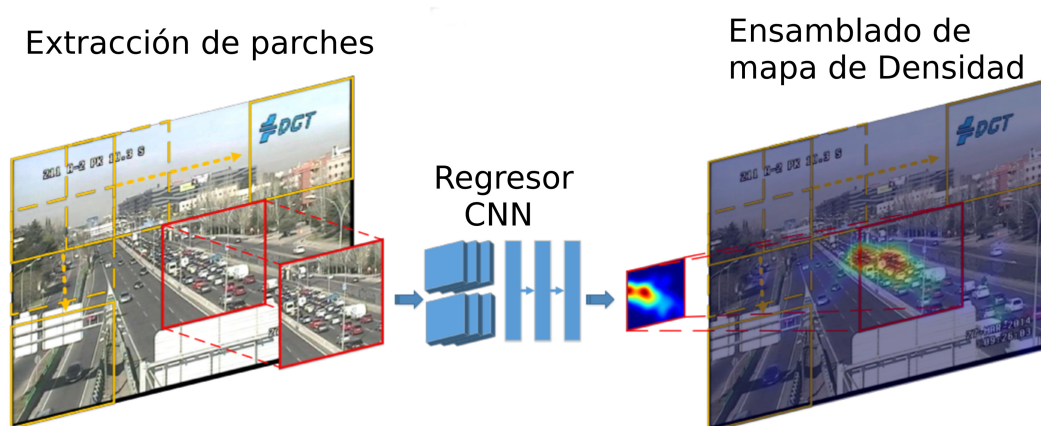 Extracción de parches
Ensamblado de
mapa de Densidad
DGT
DGT
Regresor
CNN